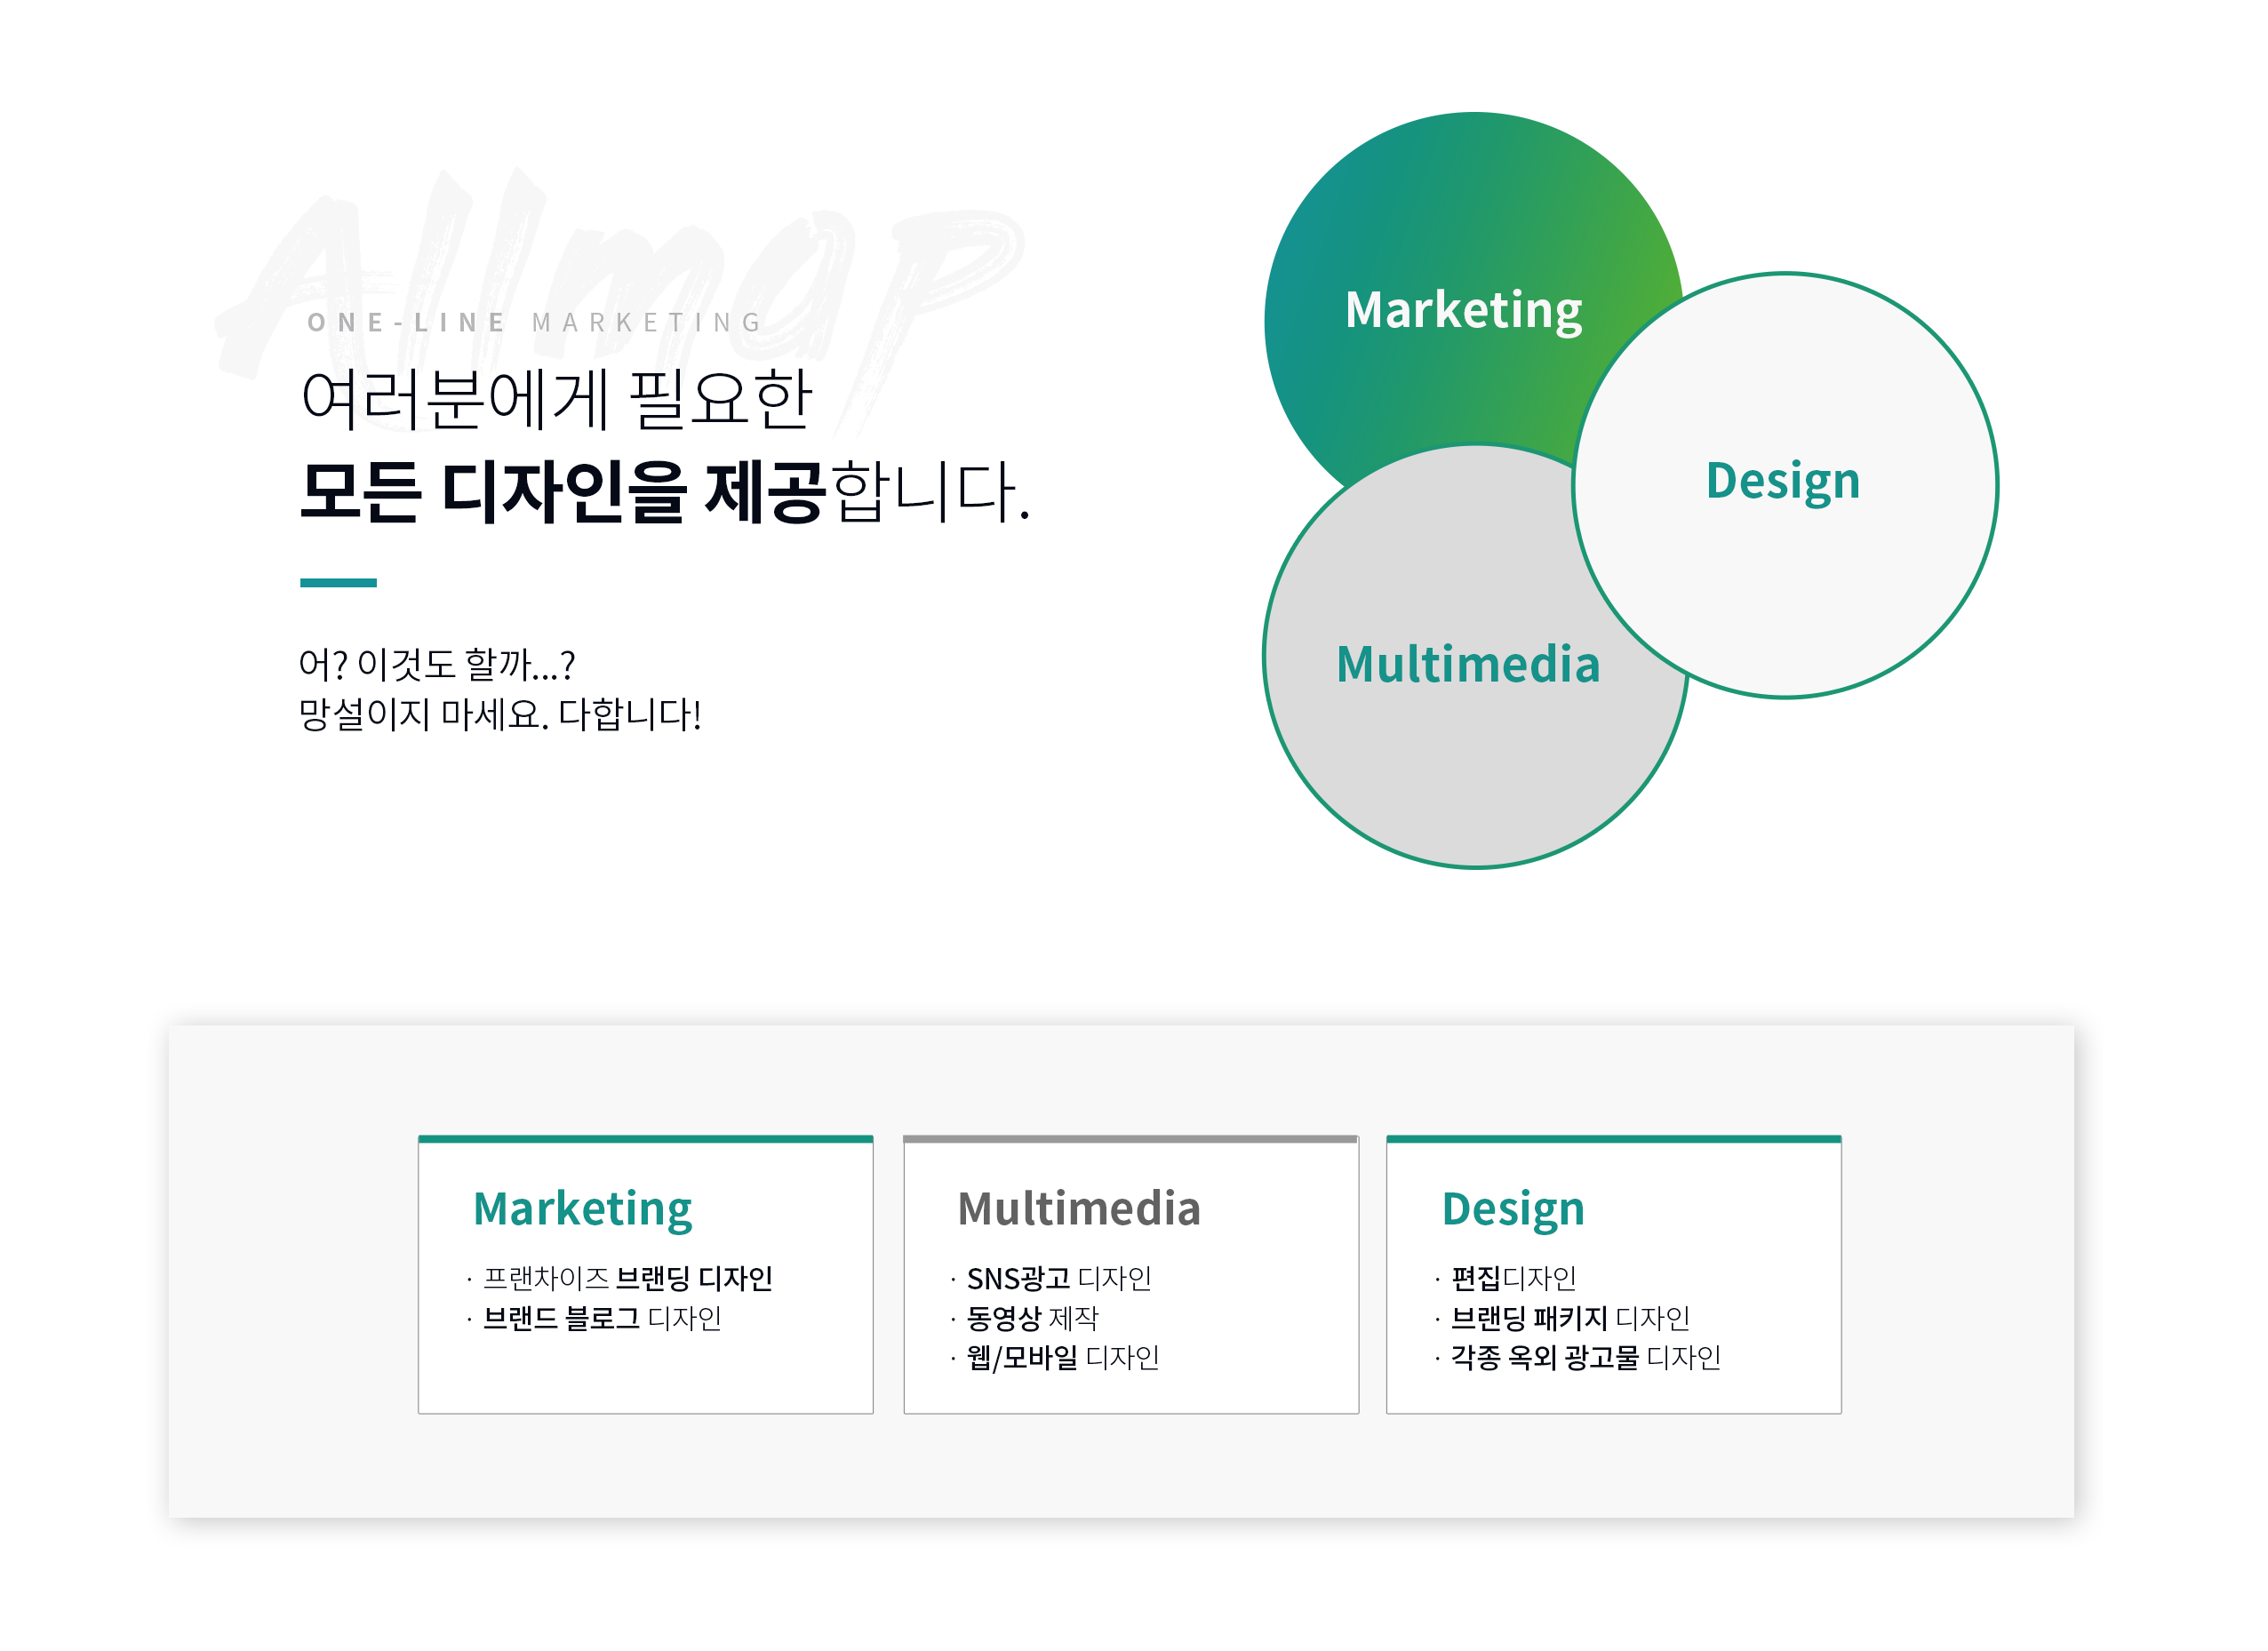 Allmap
ONE-LINE MARKETING
여러분에게 필요한
모든 디자인을 제공합니다.
어? 이것도 할까...?
망설이지 마세요. 다합니다!
Marketing
Design
Multimedia
Marketing
· 프랜차이즈 브랜딩 디자인
· 브랜드 블로그 디자인
Multimedia
· SNS광고 디자인
· 동영상 제작
· 웹/모바일 디자인
Design
· 편집디자인
· 브랜딩 패키지 디자인
· 각종 옥외 광고물 디자인